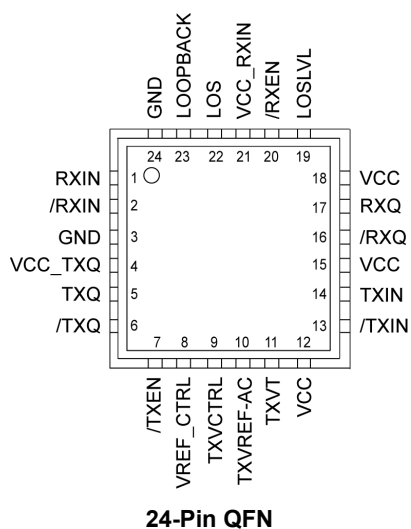 GND
LOOPBACK
LOS
VCC_RXIN
/RXEN
LOSLVL
24
23
22
21
20
19
RXIN 1
/RXIN 2
GND 3
VCC_TXQ 4
TXQ 5
/TXQ 6
18 VCC
17 RXQ
16 /RXQ
15 VCC
14 TXIN
13 /TXIN
7
8
9
10
11
12
/TXEN
VREF_CTRL
TXVCTRL
TXVREF-AC
TXVT
VCC
24-Pin QFN